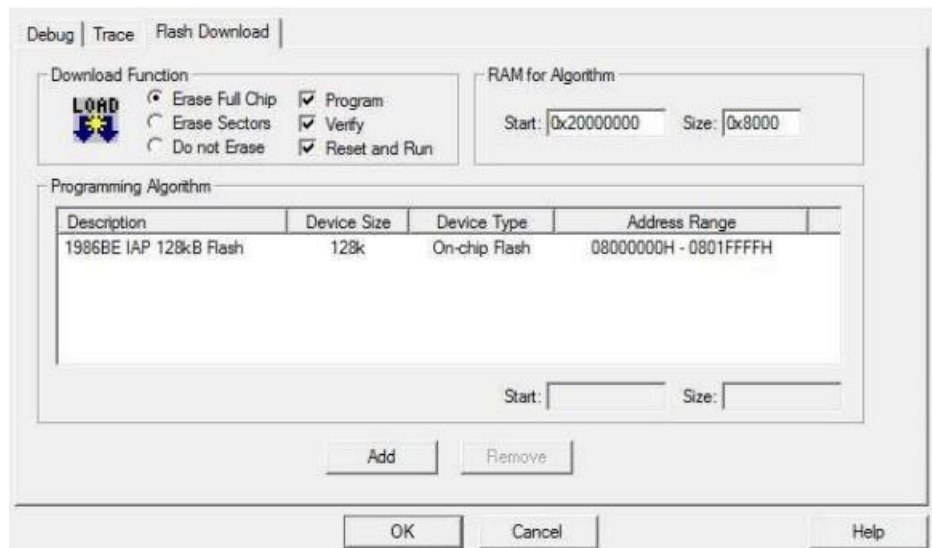 Debug Trace Flash Download
Download Function
LOAD
Erase Full Chip Program
Erase Sectors Verify
Do not Erase Reset and Run
RAM for Algorithm
Start: 0x20000000 Size: 0x8000
Programming Algorithm
Description Device Size Device Type Address Range
1986BE IAP 128kB Flash 128k On-chip Flash 08000000H - 0801FFFFH
Start: Size:
Add Remove
OK Cancel Help